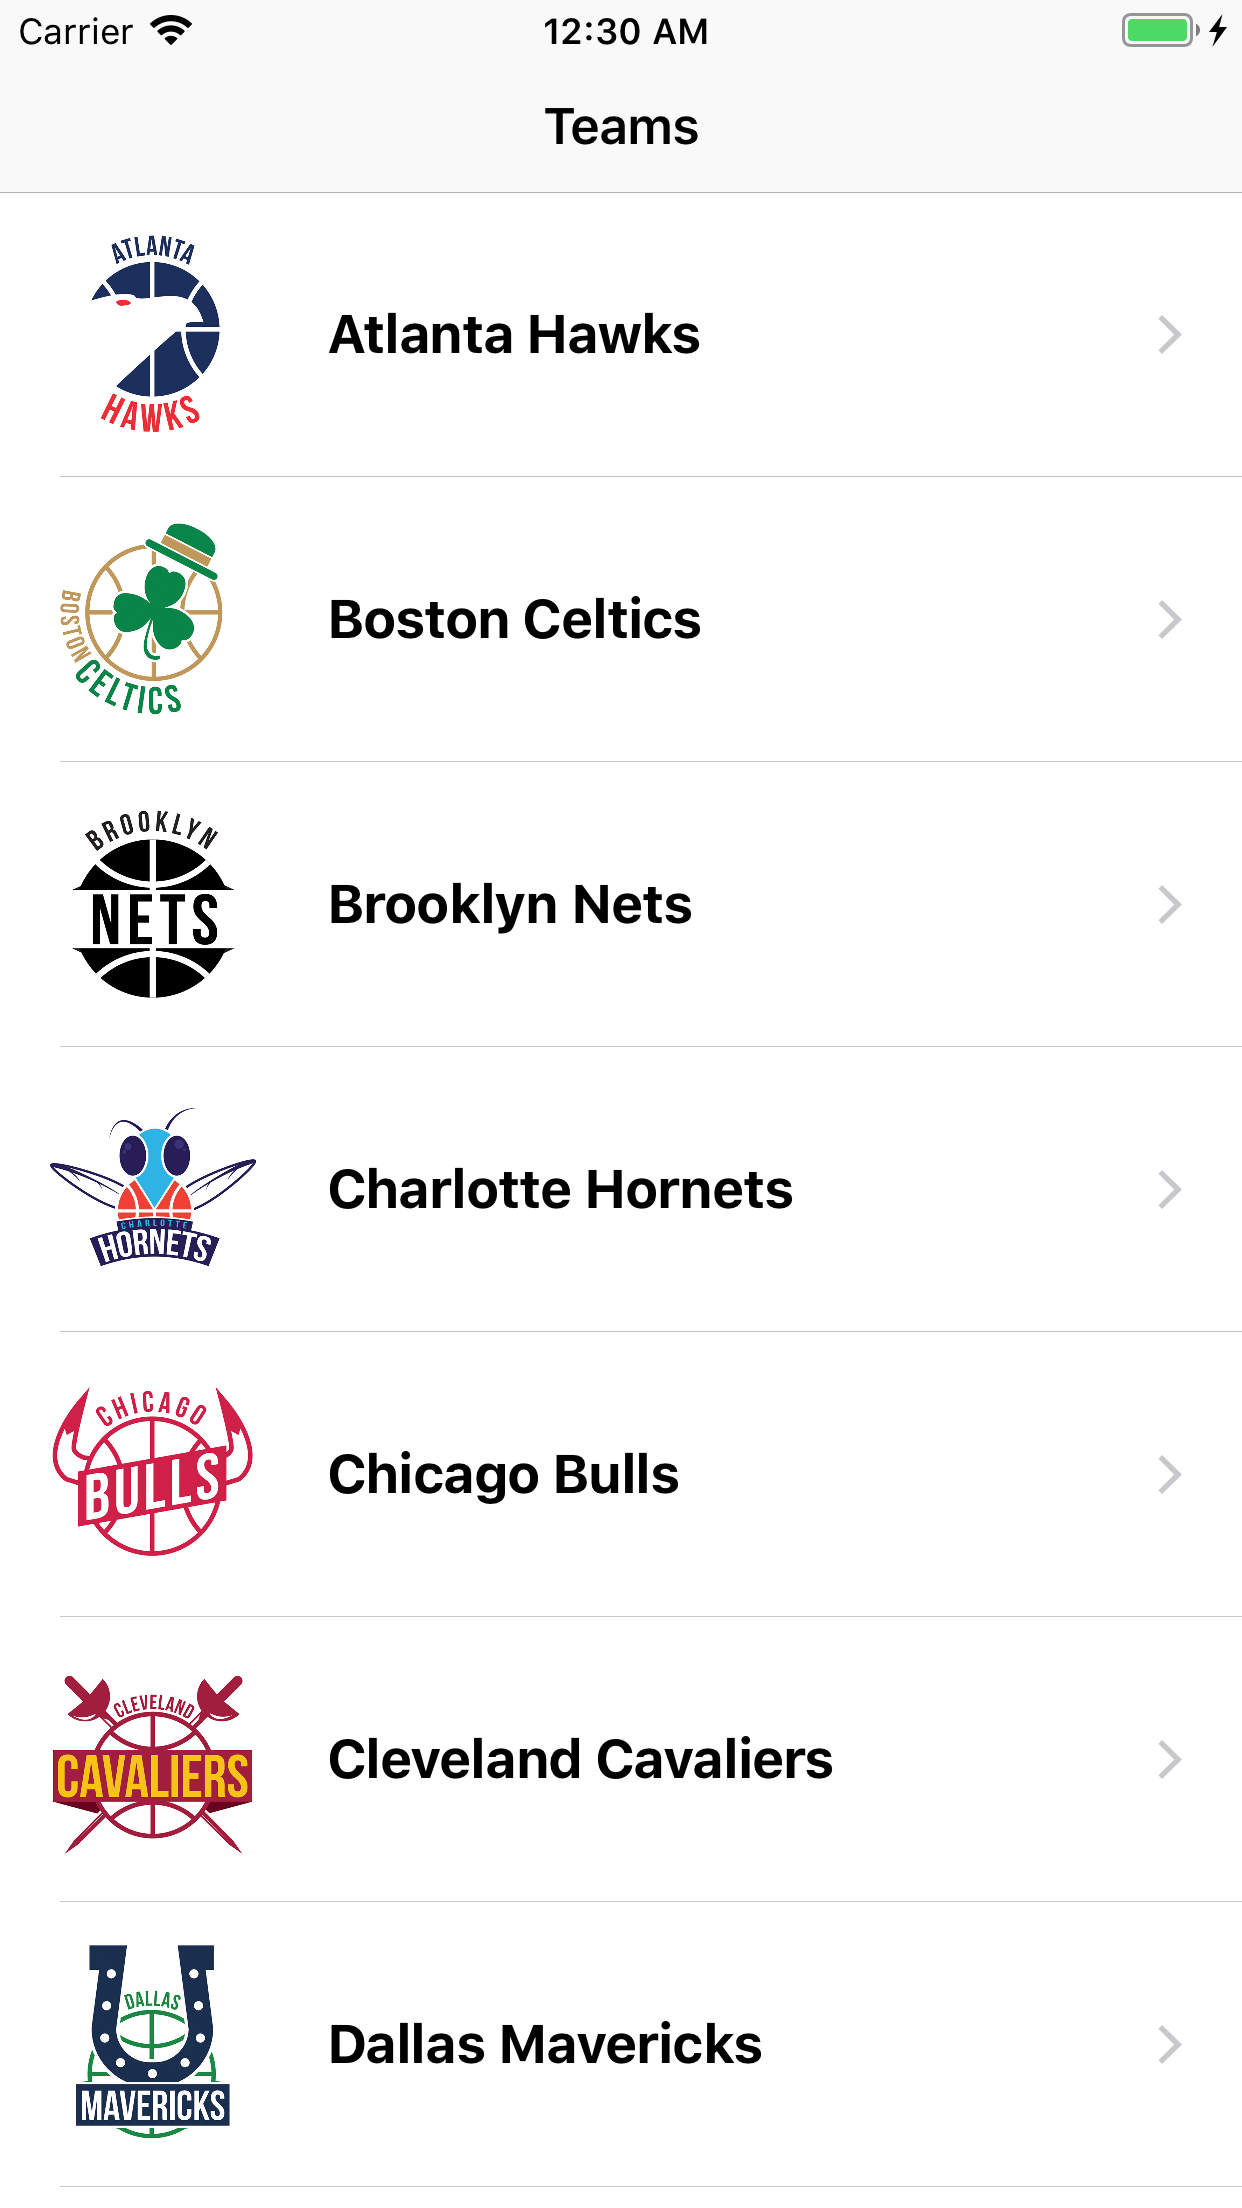 Carrier 12:30 AM
Teams
ATLANTA
HAWKS
Atlanta Hawks
BOSTON
CELTICS
Boston Celtics
BROOKLYN
NETS
Brooklyn Nets
CHARLOTTE
HORNETS
Charlotte Hornets
CHICAGO
BULLS
Chicago Bulls
CLEVELAND
CAVALIERS
Cleveland Cavaliers
DALLAS
MAVERICKS
Dallas Mavericks